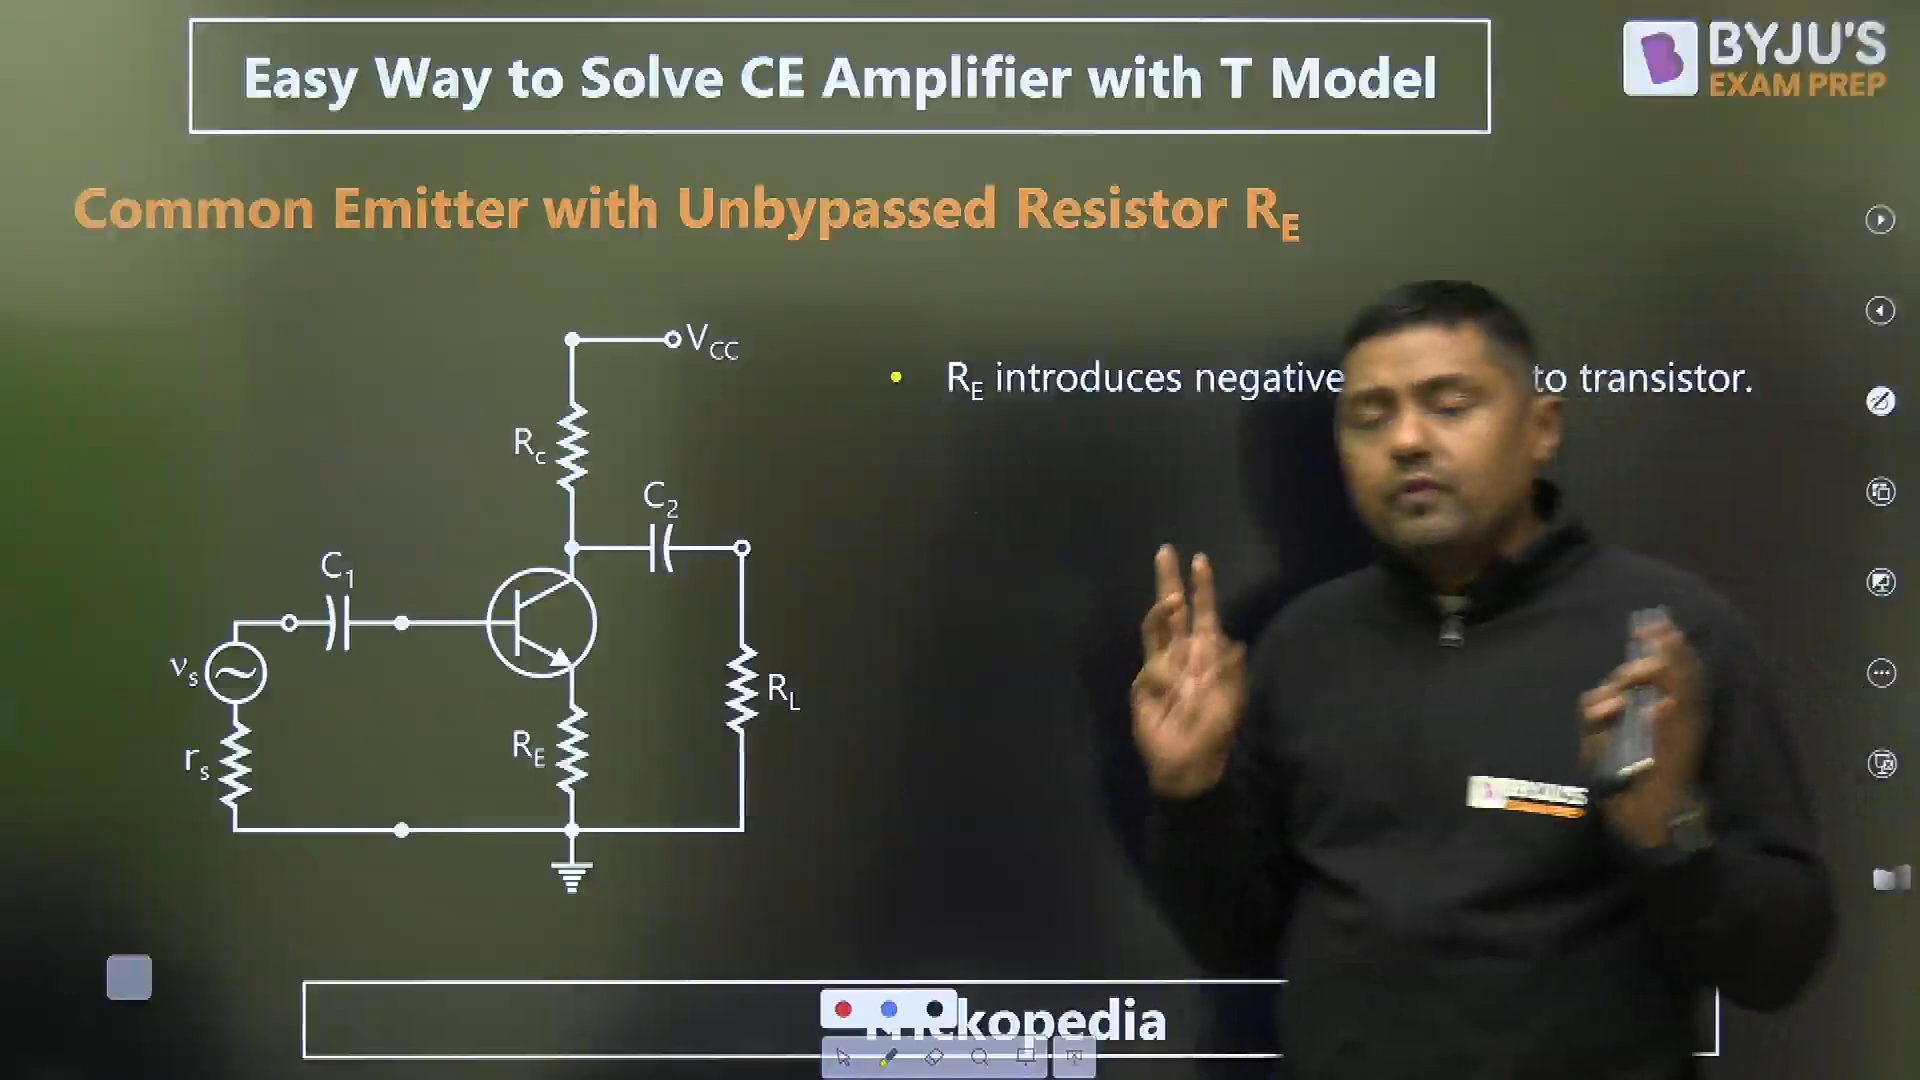 Easy Way to Solve CE Amplifier with T Model
BYJU'S
EXAM PREP
Common Emitter with Unbypassed Resistor RE
VCC
RE introduces negative to transistor.
Rc
C2
C1
νs
RL
RE
rs
kopedia